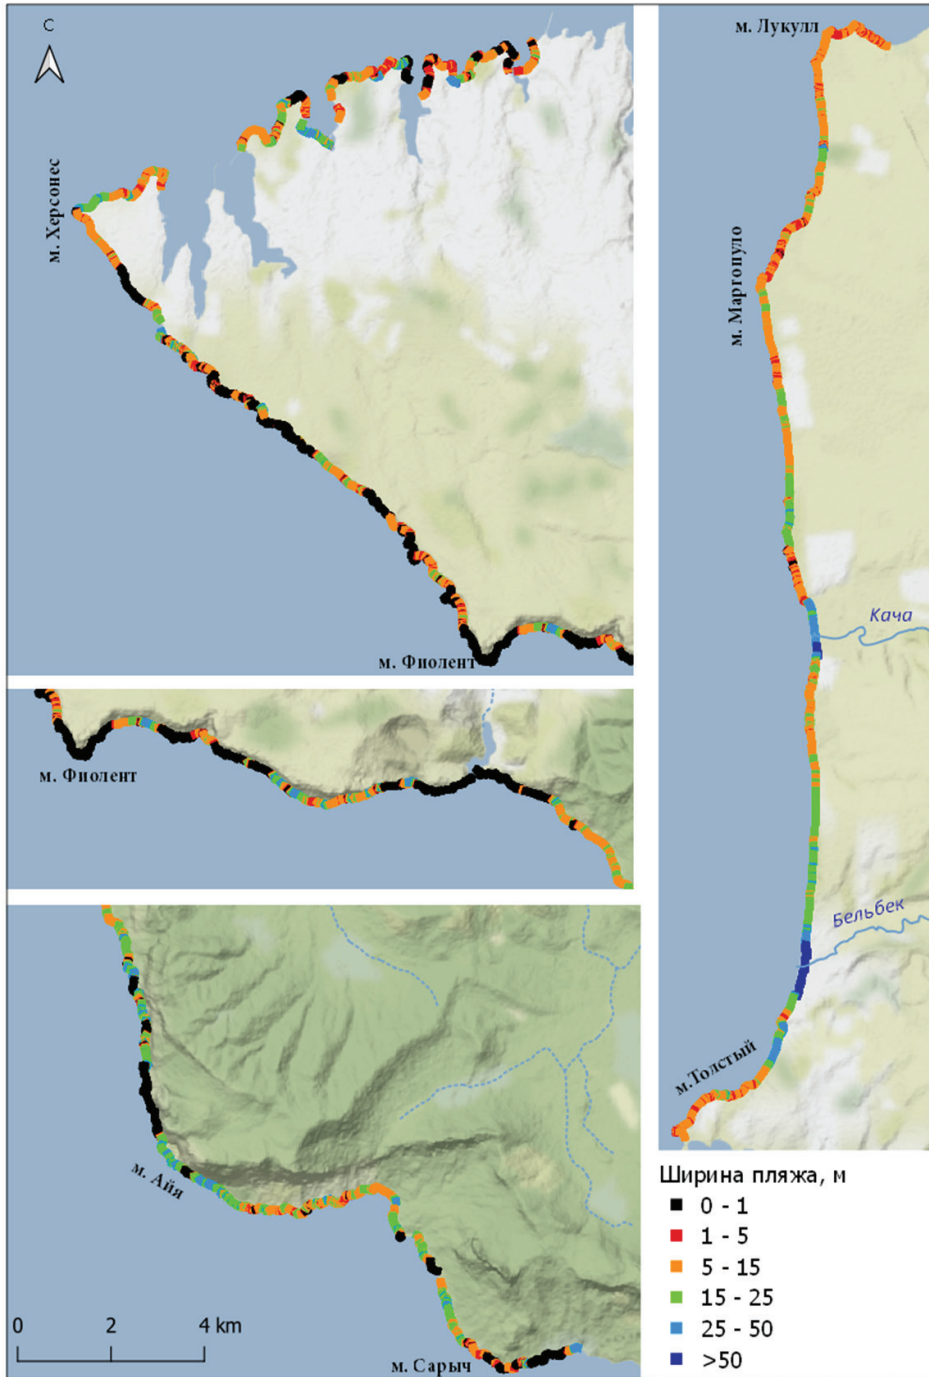 С
м. Херсонес
м. Фиолент
м. Фиолент
м. Айя
м. Сарыч
0 2 4 km
м. Лукулл
м. Маргопуло
Кача
Бельбек
м.Толстый
Ширина пляжа, м
0 - 1
1 - 5
5 - 15
15 - 25
25 - 50
>50